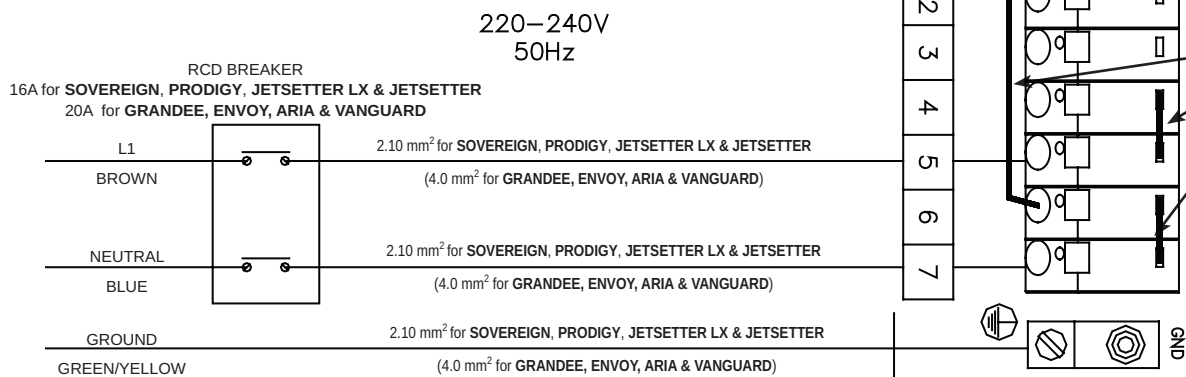 220–240V
50Hz
RCD BREAKER
16A for SOVEREIGN, PRODIGY, JETSETTER LX & JETSETTER
20A for GRANDEE, ENVOY, ARIA & VANGUARD
L1
BROWN
2.10 mm² for SOVEREIGN, PRODIGY, JETSETTER LX & JETSETTER
(4.0 mm² for GRANDEE, ENVOY, ARIA & VANGUARD)
NEUTRAL
BLUE
2.10 mm² for SOVEREIGN, PRODIGY, JETSETTER LX & JETSETTER
(4.0 mm² for GRANDEE, ENVOY, ARIA & VANGUARD)
GROUND
GREEN/YELLOW
2.10 mm² for SOVEREIGN, PRODIGY, JETSETTER LX & JETSETTER
(4.0 mm² for GRANDEE, ENVOY, ARIA & VANGUARD)
2
3
4
5
6
7
GND